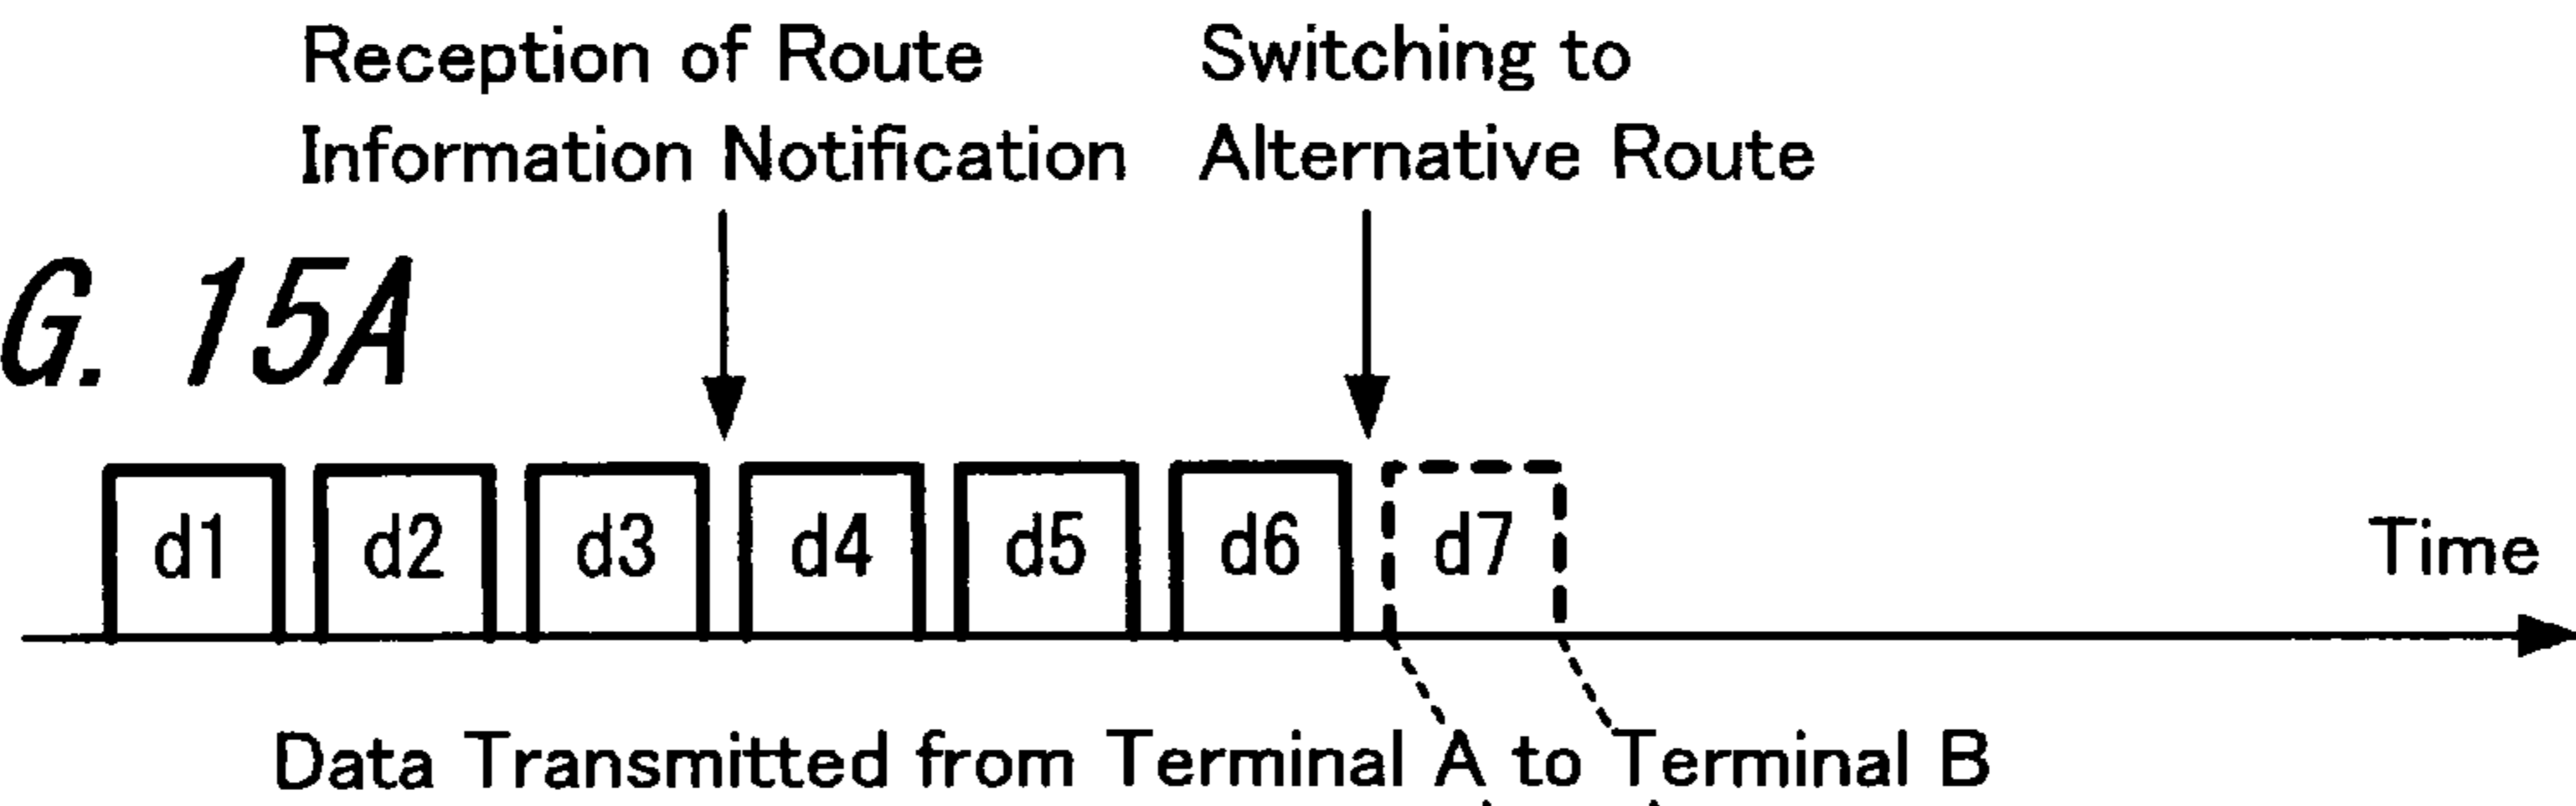 Reception of Route
Information Notification
Switching to
Alternative Route
G. 15A
d1 d2 d3 d4 d5 d6 d7
Time
Data Transmitted from Terminal A to Terminal B